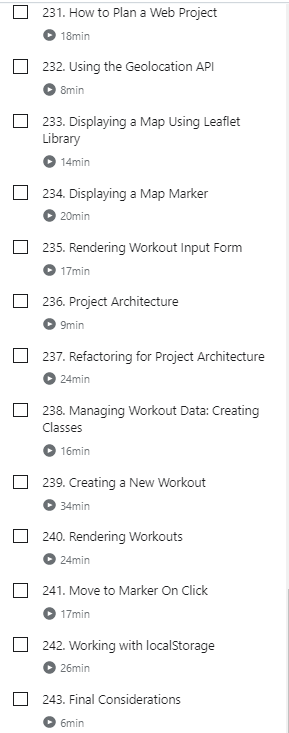 231. How to Plan a Web Project
18min
232. Using the Geolocation API
8min
233. Displaying a Map Using Leaflet
Library
14min
234. Displaying a Map Marker
20min
235. Rendering Workout Input Form
17min
236. Project Architecture
9min
237. Refactoring for Project Architecture
24min
238. Managing Workout Data: Creating
Classes
16min
239. Creating a New Workout
34min
240. Rendering Workouts
24min
241. Move to Marker On Click
17min
242. Working with localStorage
26min
243. Final Considerations
6min